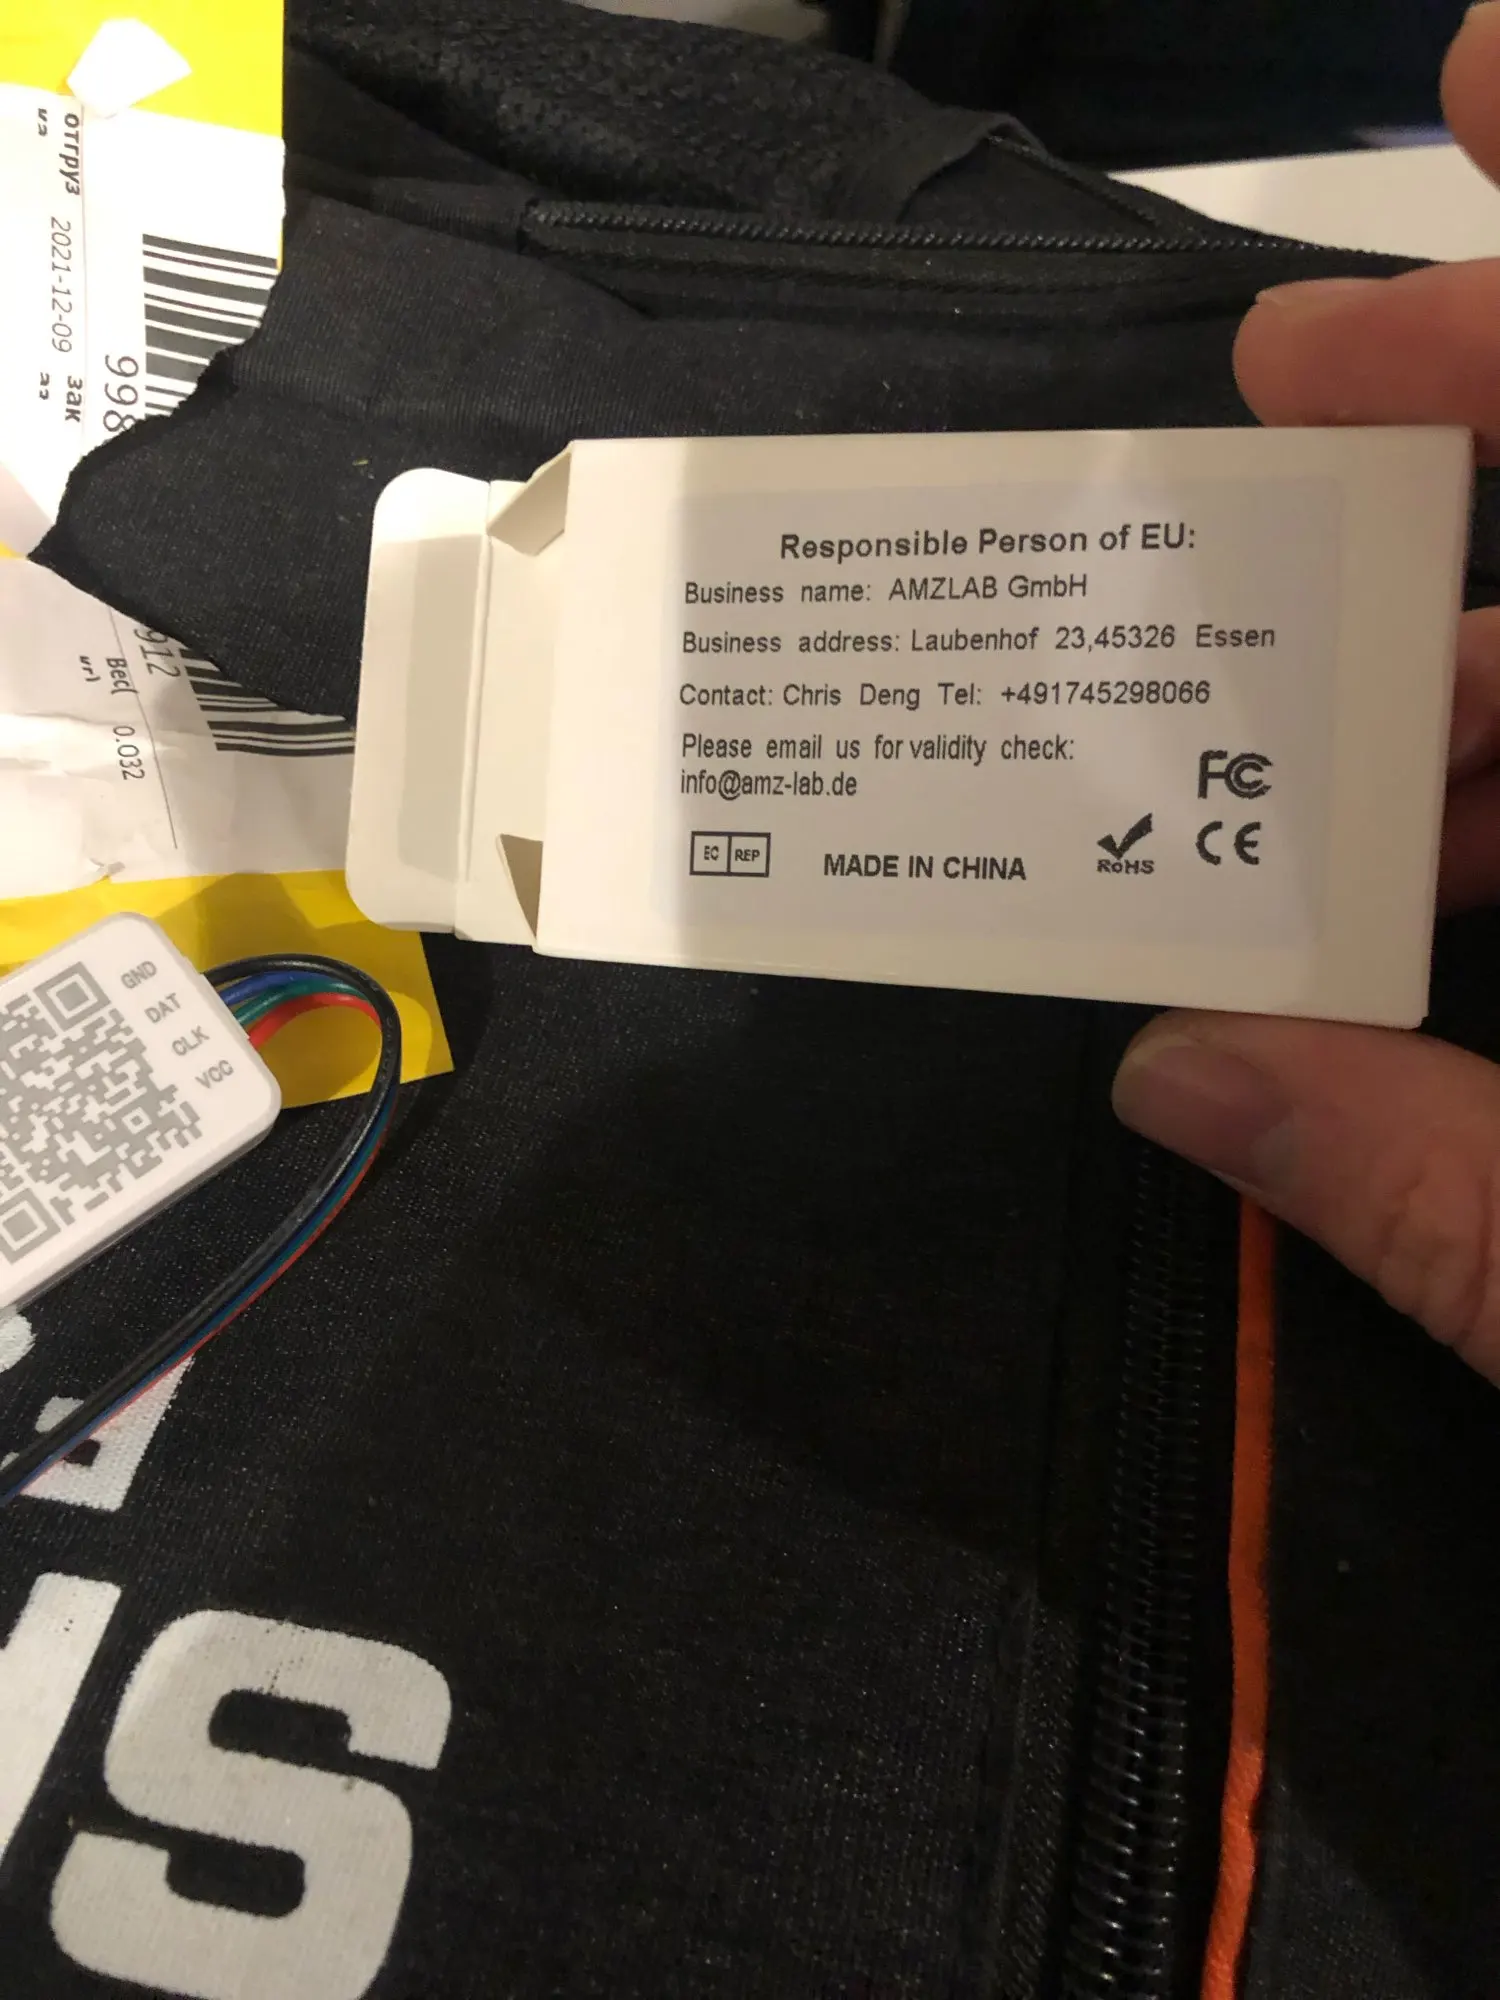 Responsible Person of EU:
Business name: AMZLAB GmbH
Business address: Laubenhof 23,45326 Essen
Contact: Chris Deng Tel: +491745298066
Please email us for validity check:
info@amz-lab.de
EC REP
MADE IN CHINA
RoHS
FC
CE
отгруз 2021-12-09 зак
998
912
Вес(
0.032
GND
DAT
CLK
VCC
S